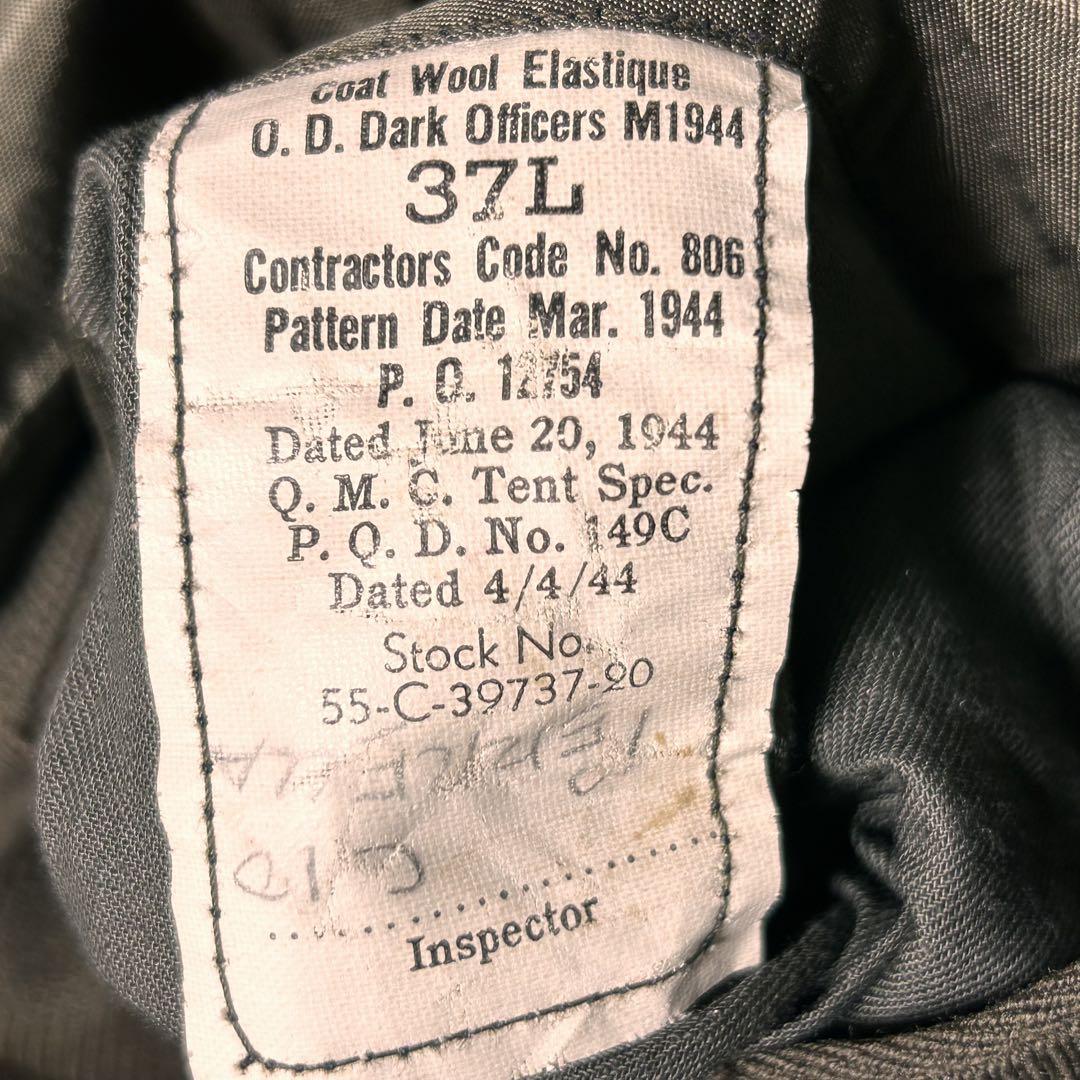 Coat Wool Elastique
O. D. Dark Officers M1944
37L
Contractors Code No. 806
Pattern Date Mar. 1944
P. O. 12754
Dated June 20, 1944
Q. M. C. Tent Spec.
P. Q. D. No. 149C
Dated 4/4/44
Stock No.
55-C-39737-20
Inspector